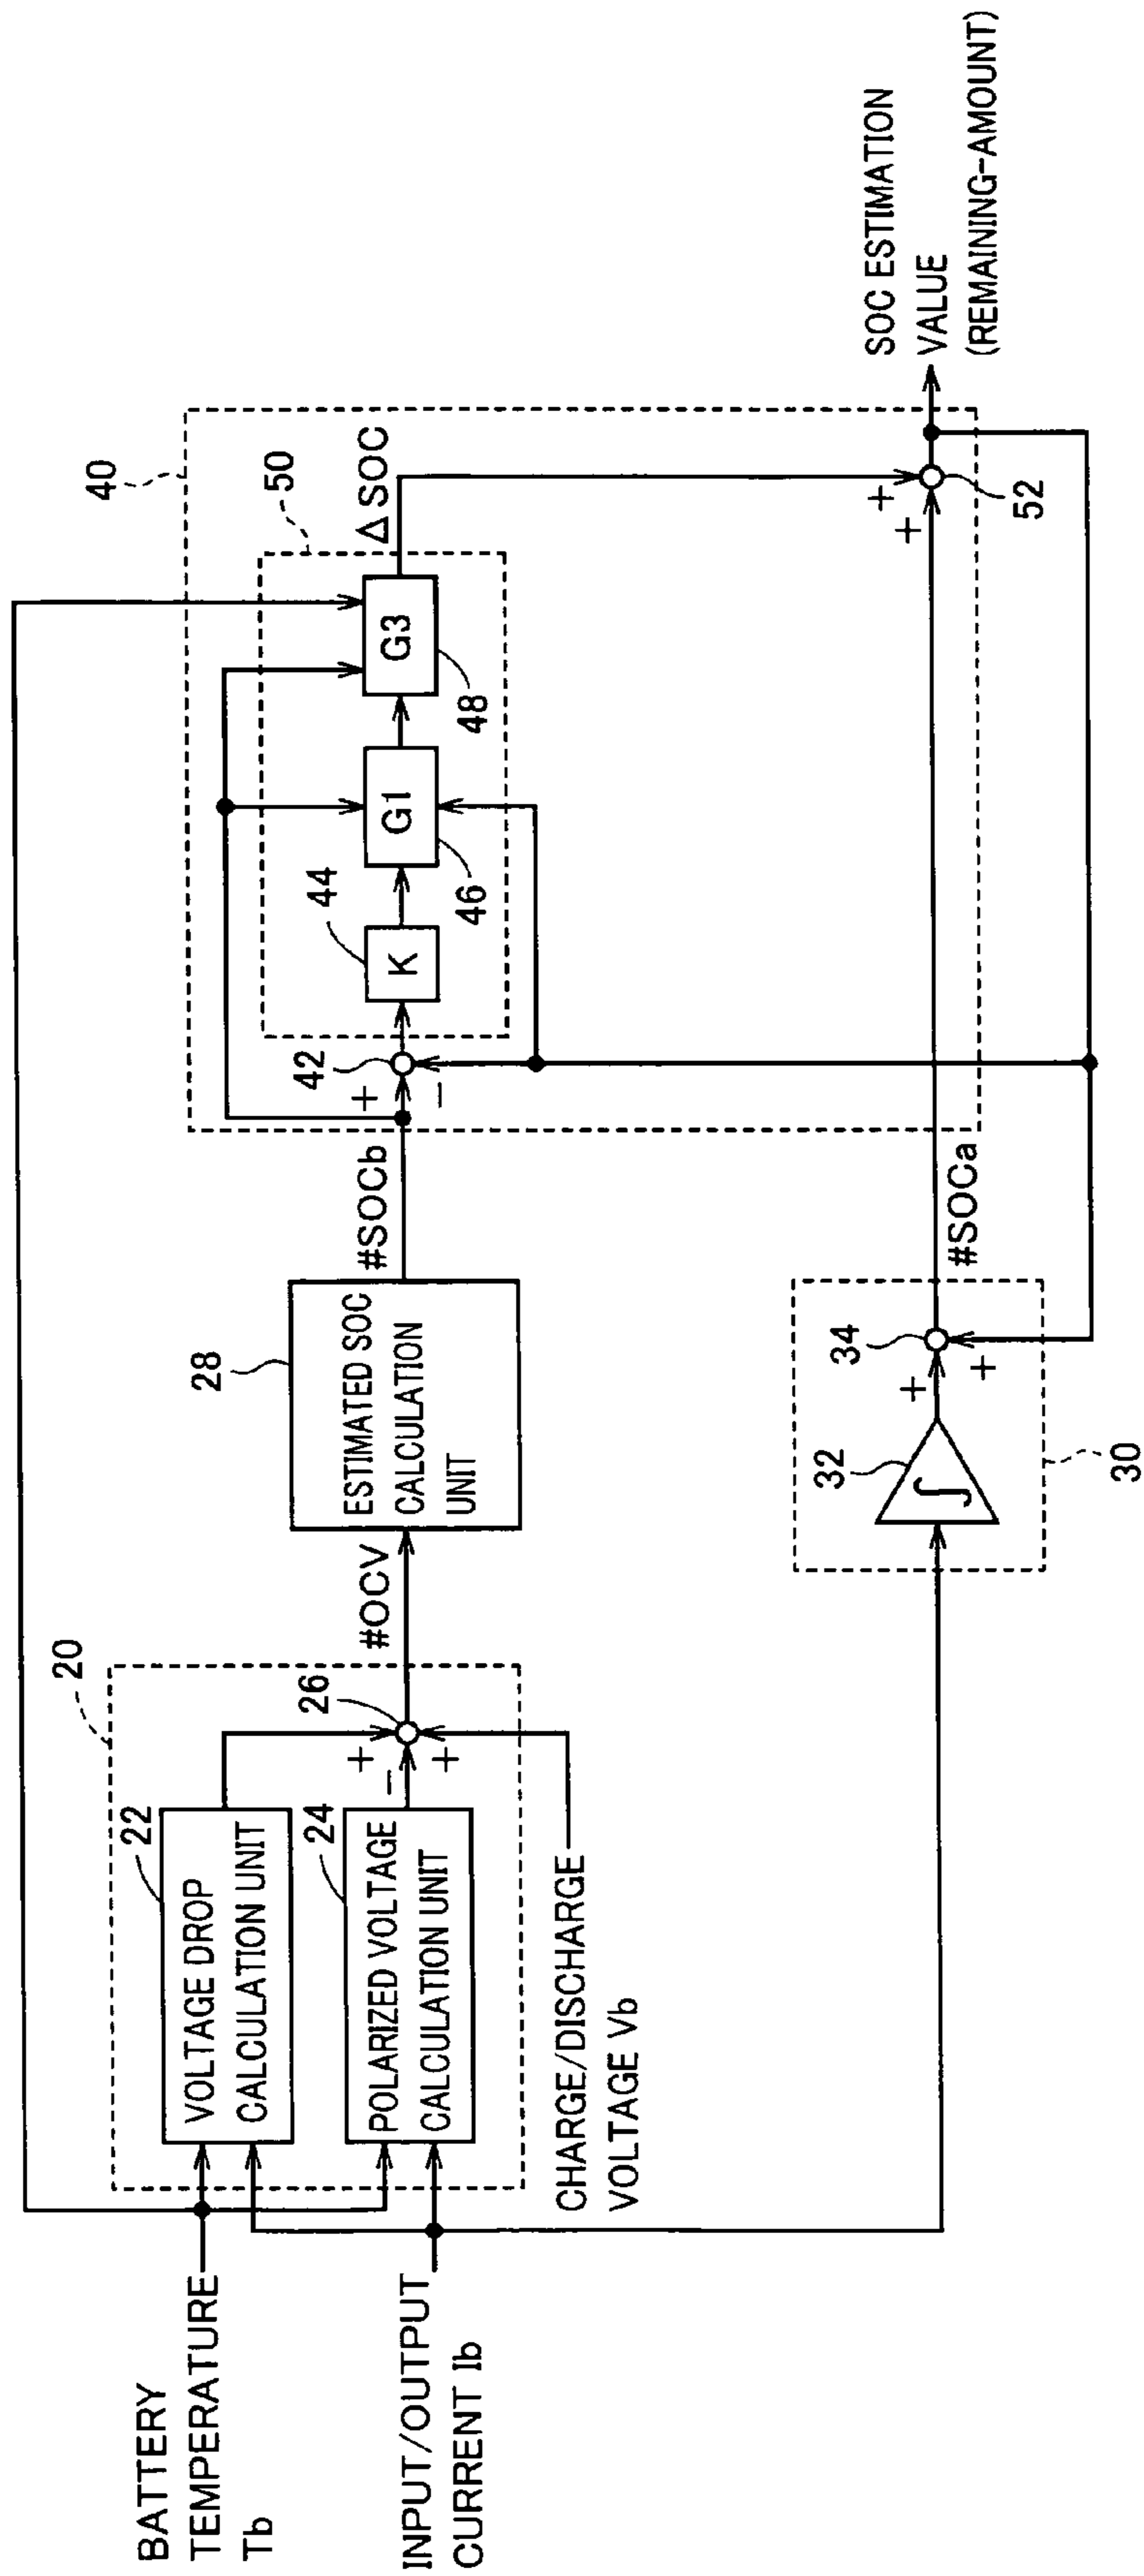 BATTERY
TEMPERATURE
Tb
INPUT/OUTPUT
CURRENT Ib
20
22
VOLTAGE DROP
CALCULATION UNIT
24
POLARIZED VOLTAGE
CALCULATION UNIT
CHARGE/DISCHARGE
VOLTAGE Vb
26
+
-
+
#OCV
28
ESTIMATED SOC
CALCULATION
UNIT
#SOCb
30
32
∫
34
+
+
#SOCa
40
42
+
-
44
K
46
G1
48
G3
50
ΔSOC
+
+
52
SOC ESTIMATION
VALUE
(REMAINING-AMOUNT)